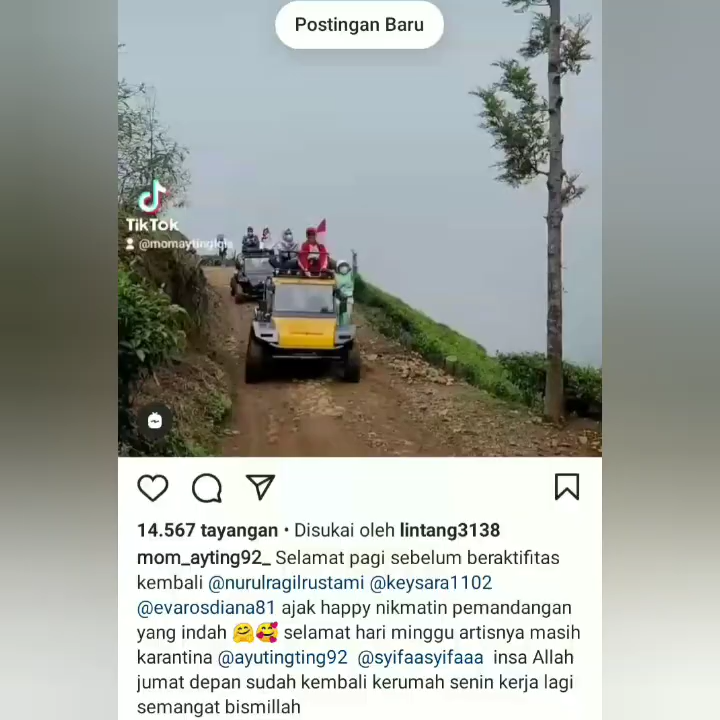 Postingan Baru
TikTok
14.567 tayangan • Disukai oleh lintang3138
mom_ayting92_ Selamat pagi sebelum beraktifitas
kembali @nurulragilrustami @keysara1102
@evarosdiana81 ajak happy nikmatin pemandangan
yang indah 🤗🥰 selamat hari minggu artisnya masih
karantina @ayutingting92 @syifaasyifaaa insa Allah
jumat depan sudah kembali kerumah senin kerja lagi
semangat bismillah